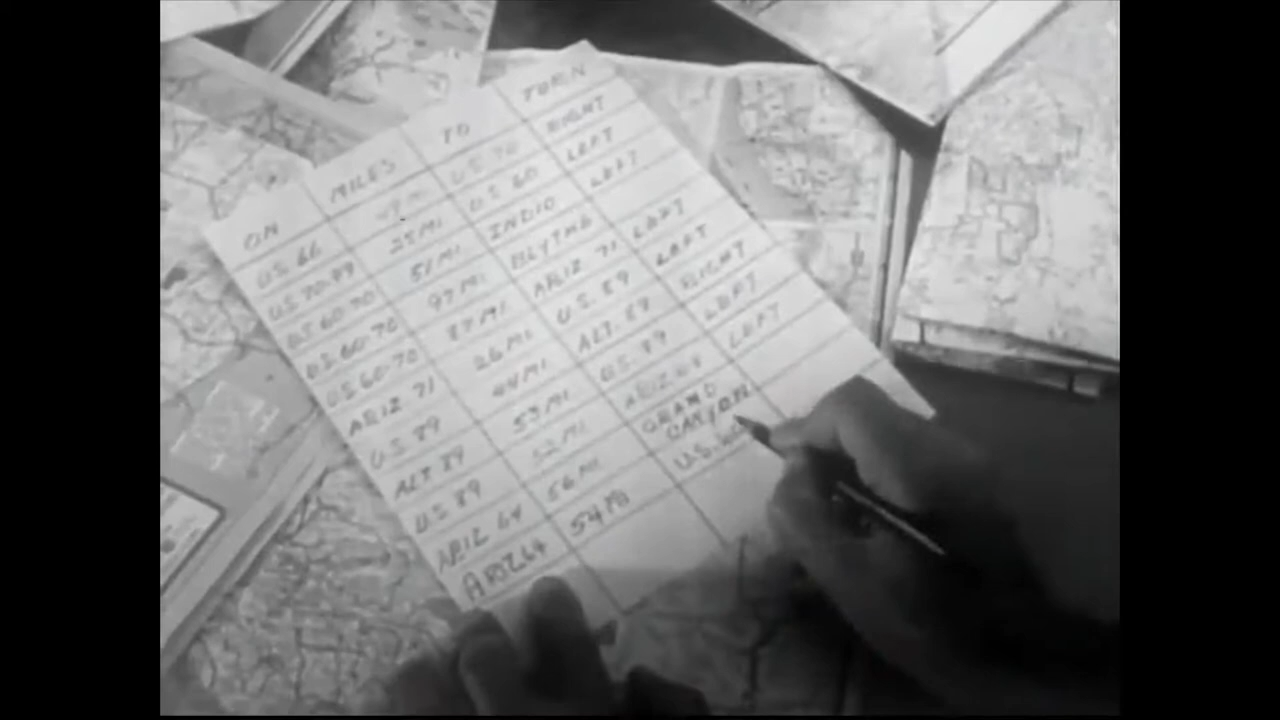 ON MILES TO TURN
US 66 US 70 RIGHT
US 70-99 25 MI US 60 LEFT
US 60-70 51 MI INDIO LEFT
US 60-70 97 MI BLYTHE
US 60-70 87 MI ARIZ 71 LEFT
ARIZ 71 26 MI U.S. 89 LEFT
US 89 44 MI ALT. 89 RIGHT
ALT 89 53 MI US. 89 LEFT
US 89 52 MI ARIZ 64 LEFT
ARIZ 64 56 MI GRAND
CANYON
ARIZ 64 54 MI U.S.